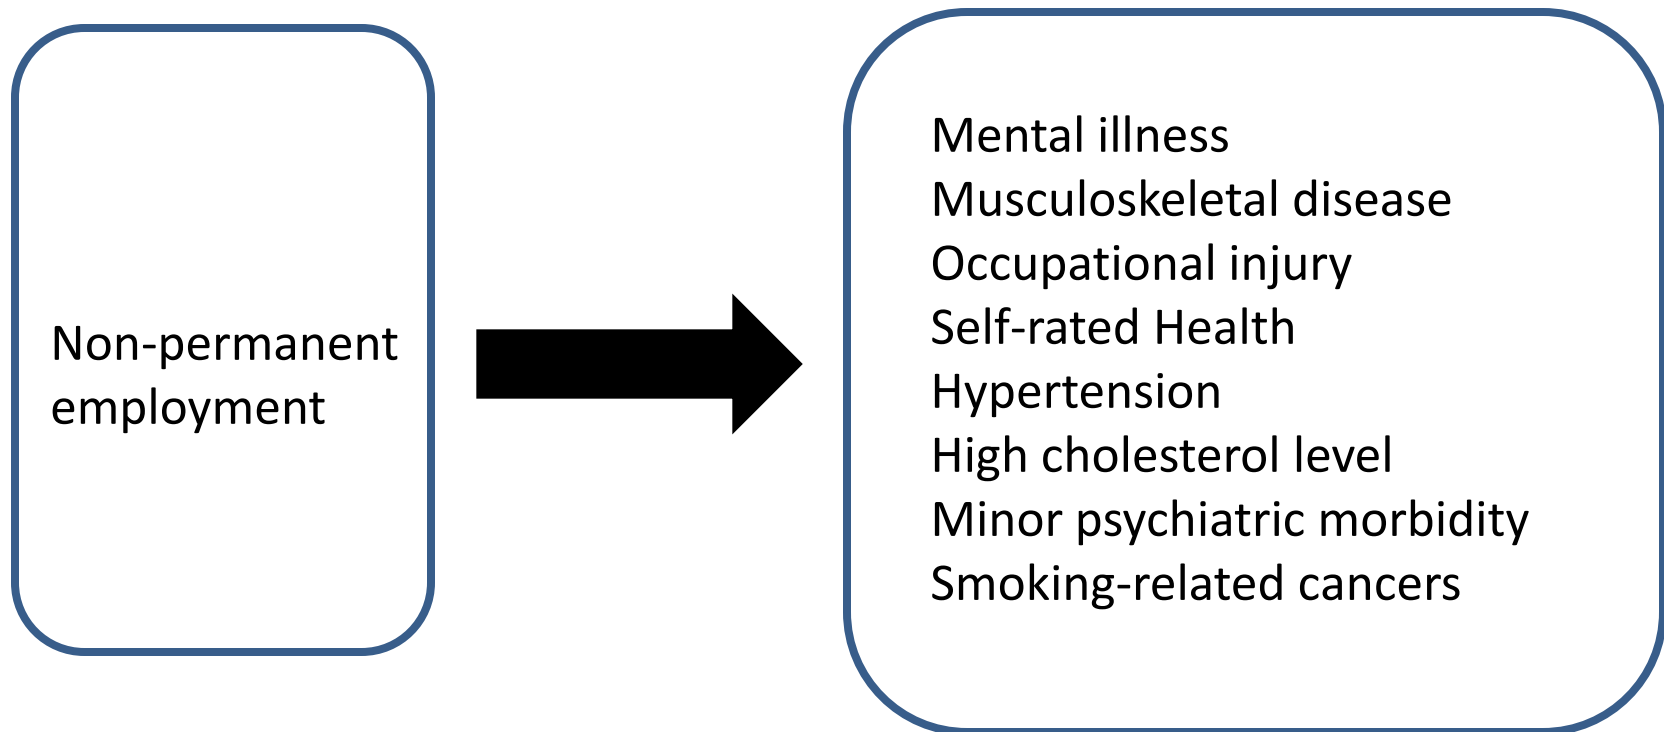 Non-permanent
employment
Mental illness
Musculoskeletal disease
Occupational injury
Self-rated Health
Hypertension
High cholesterol level
Minor psychiatric morbidity
Smoking-related cancers